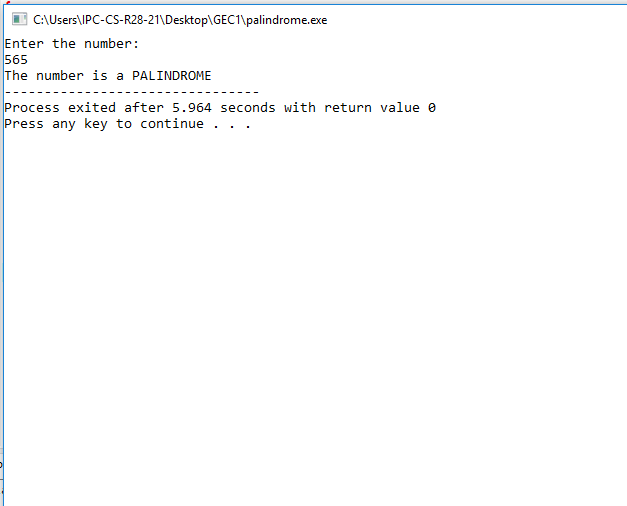 C:\Users\IPC-CS-R28-21\Desktop\GEC1\palindrome.exe
Enter the number:
565
The number is a PALINDROME
--------------------------------
Process exited after 5.964 seconds with return value 0
Press any key to continue . . .